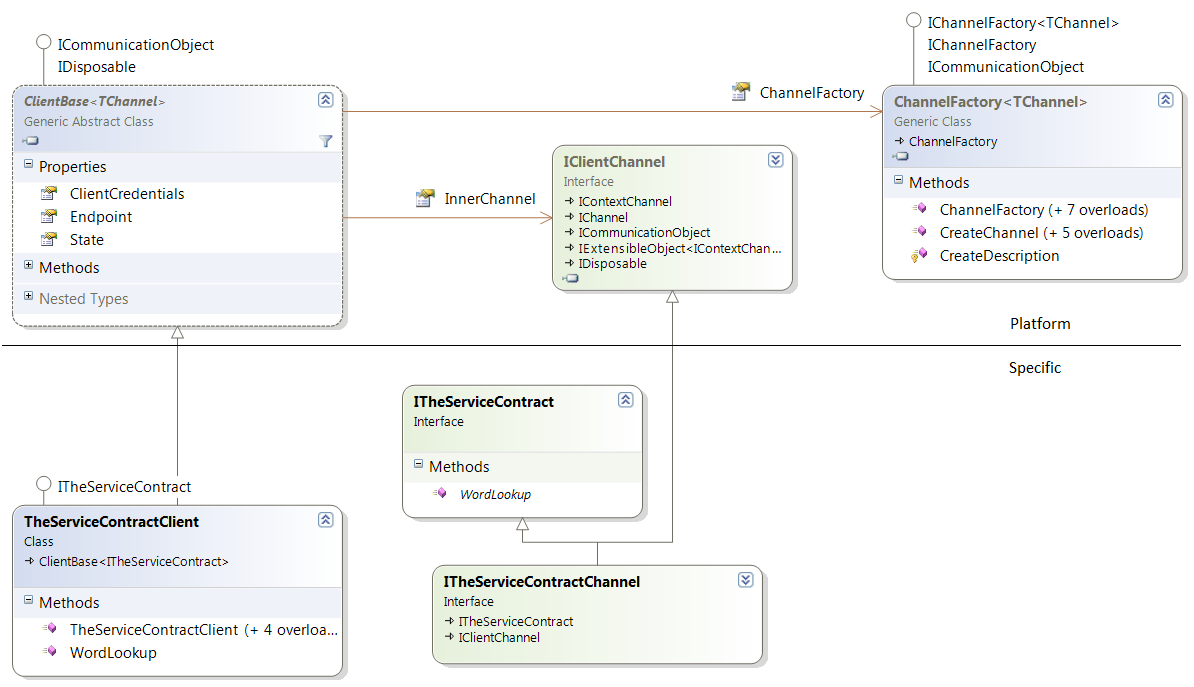 ICommunicationObject
IDisposable
ClientBase<TChannel>
Generic Abstract Class
Properties
ClientCredentials
Endpoint
State
Methods
Nested Types
ChannelFactory
InnerChannel
IClientChannel
Interface
IContextChannel
IChannel
ICommunicationObject
IExtensibleObject<IContextChan...
IDisposable
IChannelFactory<TChannel>
IChannelFactory
ICommunicationObject
ChannelFactory<TChannel>
Generic Class
ChannelFactory
Methods
ChannelFactory (+ 7 overloads)
CreateChannel (+ 5 overloads)
CreateDescription
Platform
Specific
ITheServiceContract
Interface
Methods
WordLookup
ITheServiceContract
TheServiceContractClient
Class
ClientBase<ITheServiceContract>
Methods
TheServiceContractClient (+ 4 overloa...
WordLookup
ITheServiceContractChannel
Interface
ITheServiceContract
IClientChannel